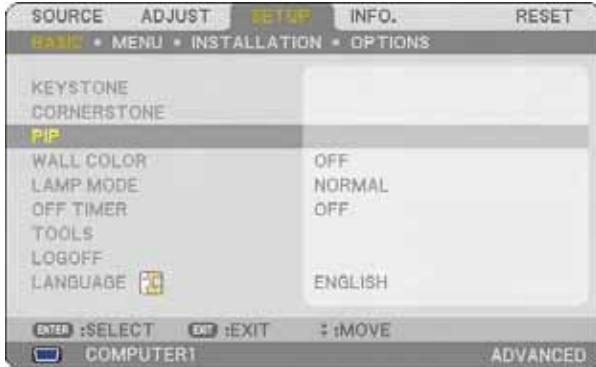 SOURCE ADJUST SETUP INFO. RESET
BASIC • MENU • INSTALLATION • OPTIONS
KEYSTONE
CORNERSTONE
PIP
WALL COLOR OFF
LAMP MODE NORMAL
OFF TIMER OFF
TOOLS
LOGOFF
LANGUAGE ENGLISH
ENTER :SELECT EXIT :EXIT :MOVE
COMPUTER1 ADVANCED